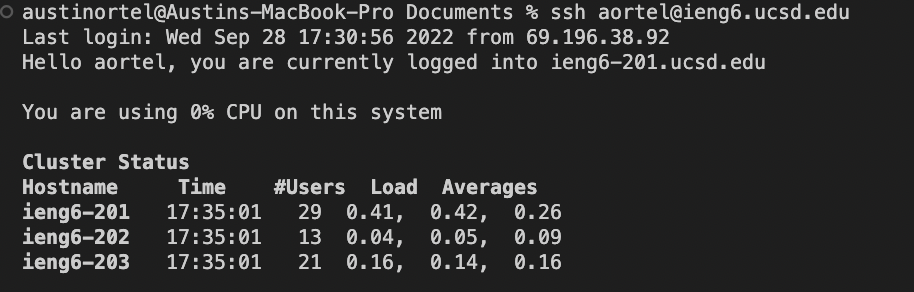 austinortel@Austins-MacBook-Pro Documents % ssh aortel@ieng6.ucsd.edu
Last login: Wed Sep 28 17:30:56 2022 from 69.196.38.92
Hello aortel, you are currently logged into ieng6-201.ucsd.edu
You are using 0% CPU on this system
Cluster Status
Hostname     Time    #Users  Load  Averages
ieng6-201   17:35:01   29  0.41,  0.42,  0.26
ieng6-202   17:35:01   13  0.04,  0.05,  0.09
ieng6-203   17:35:01   21  0.16,  0.14,  0.16